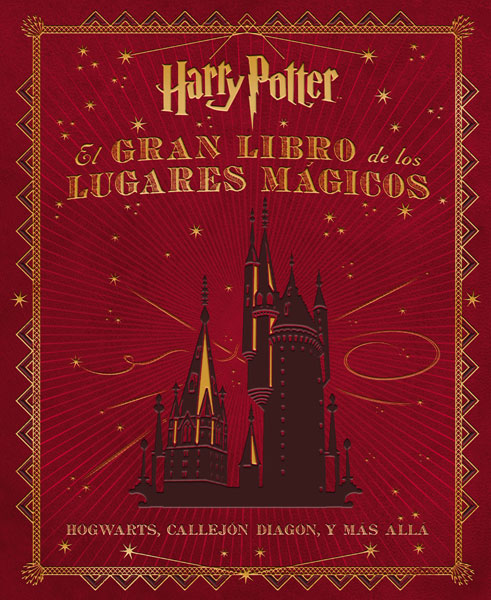 Harry Potter
El GRAN LIBRO de los
LUGARES MÁGICOS
HOGWARTS, CALLEJÓN DIAGON, Y MÁS ALLÁ